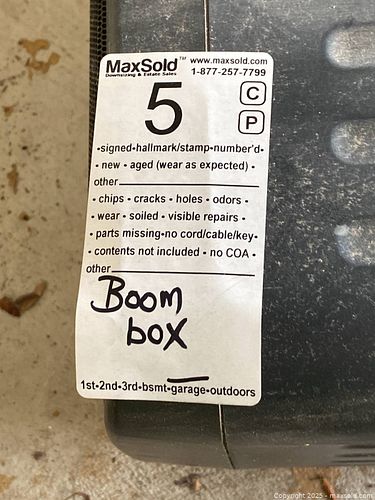 MaxSold™ www.maxsold.com
Downsizing & Estate Sales 1-877-257-7799
5 C
P
•signed•hallmark/stamp•number'd•
• new • aged (wear as expected) •
other
• chips • cracks • holes • odors •
• wear • soiled • visible repairs •
• parts missing•no cord/cable/key•
• contents not included • no COA •
other
Boom
box
1st•2nd•3rd•bsmt•garage•outdoors
Copyright 2025 - maxsold.com